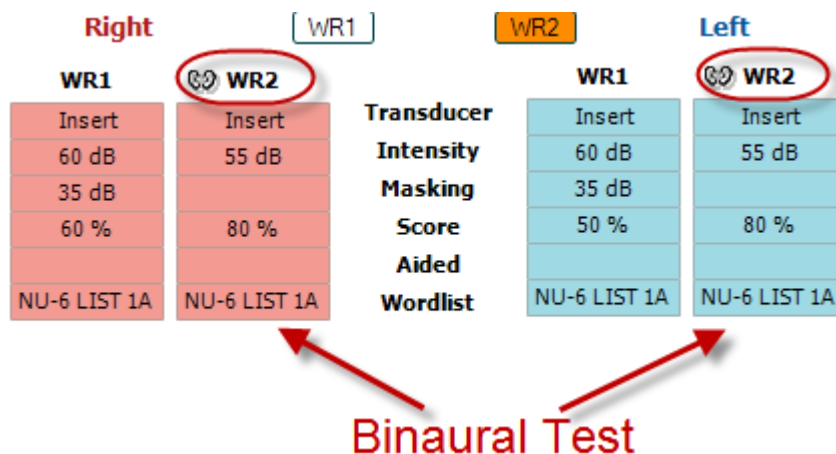 Right WR1 WR2 Left
WR1 WR2 WR1 WR2
Insert Insert Transducer Insert Insert
60 dB 55 dB Intensity 60 dB 55 dB
35 dB Masking 35 dB
60 % 80 % Score 50 % 80 %
Aided
NU-6 LIST 1A NU-6 LIST 1A Wordlist NU-6 LIST 1A NU-6 LIST 1A
Binaural Test